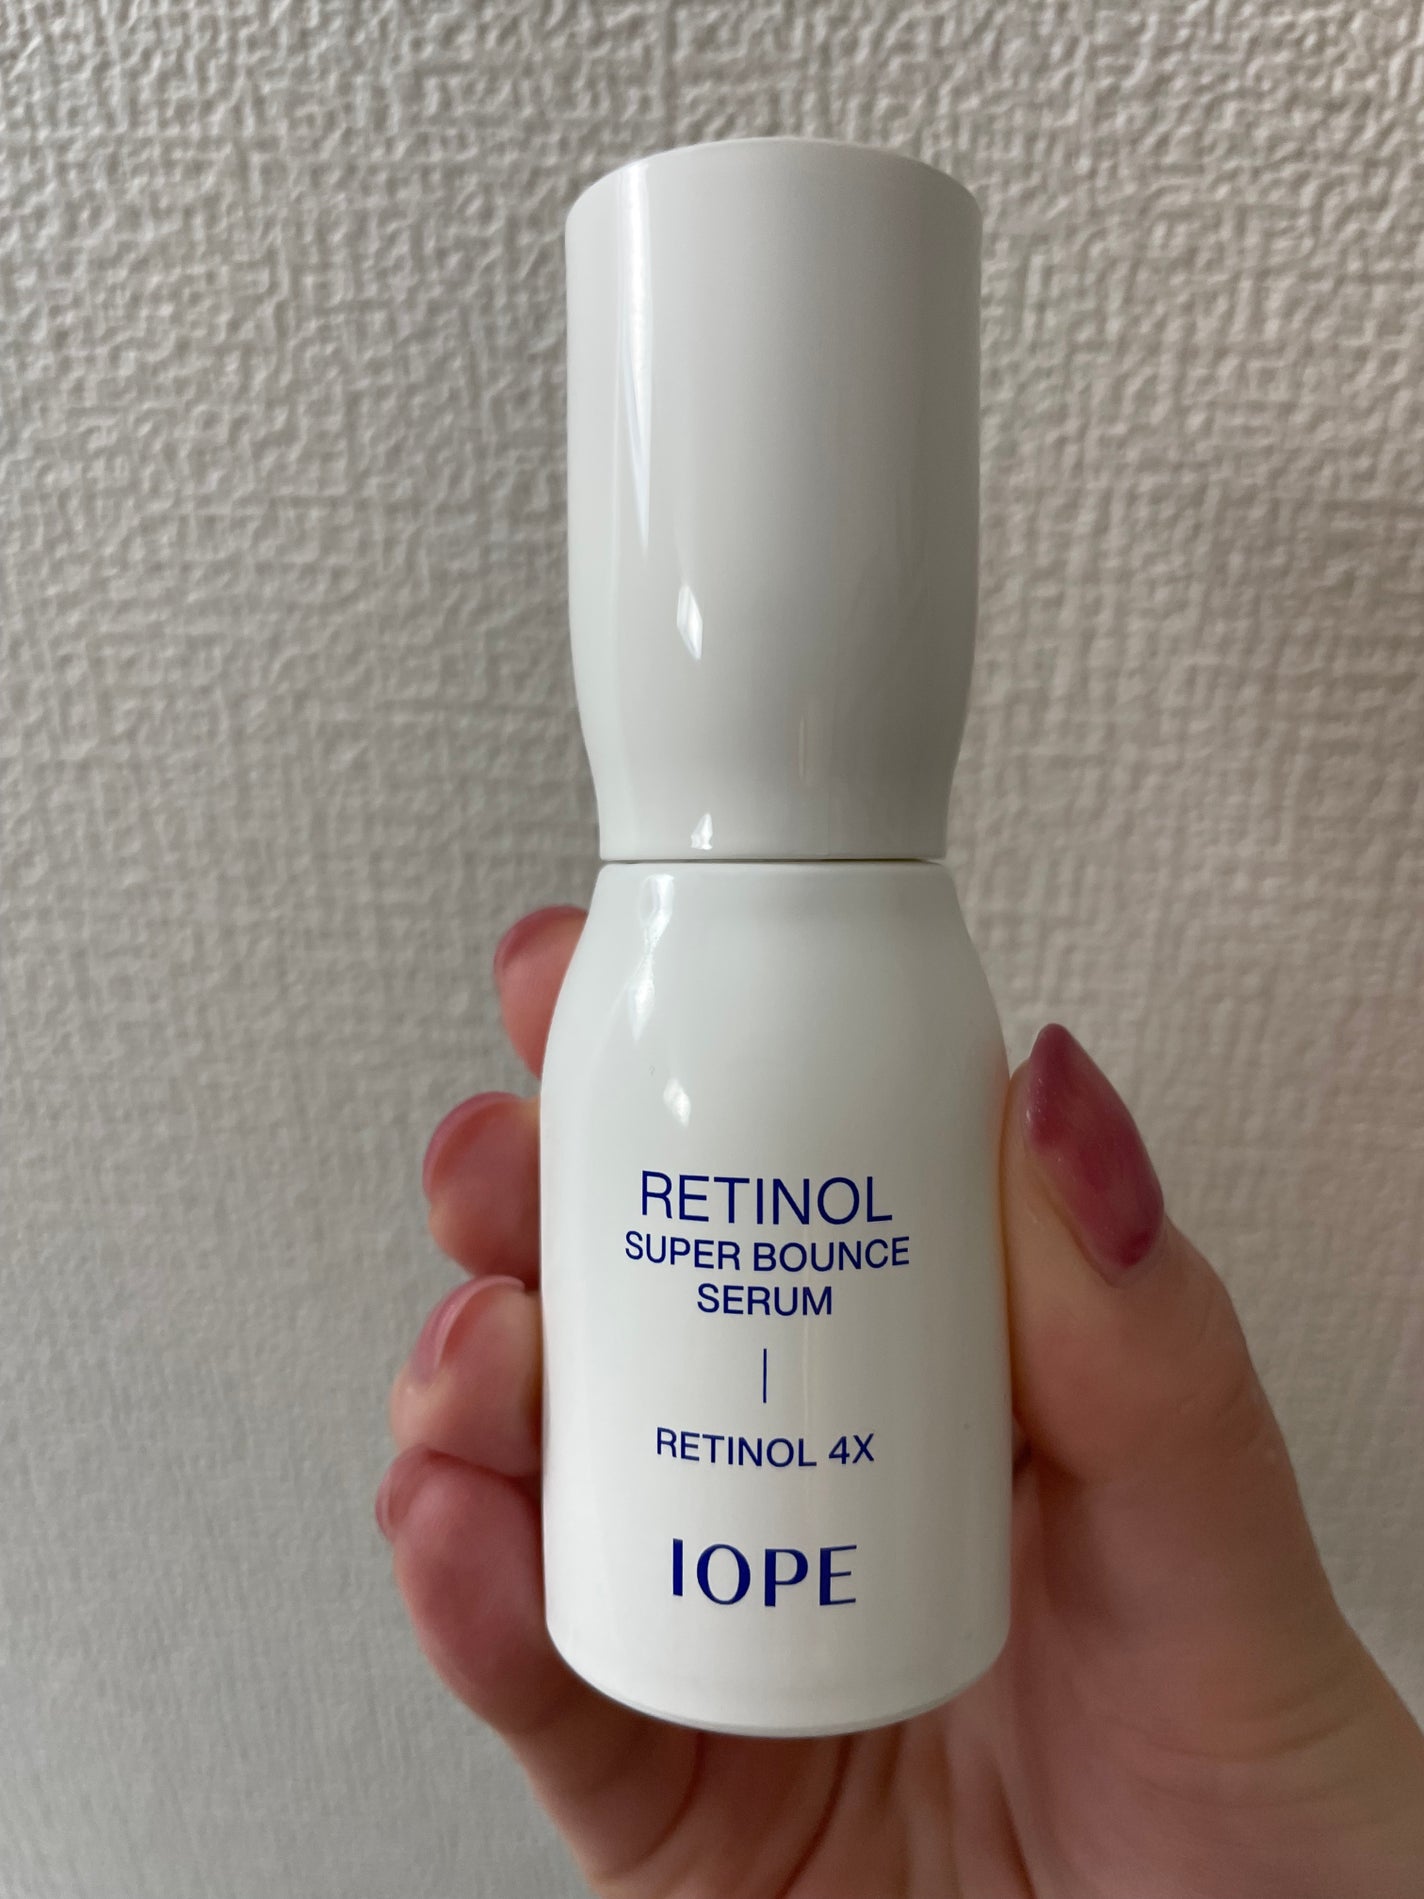 RETINOL
SUPER BOUNCE
SERUM
RETINOL 4X
IOPE